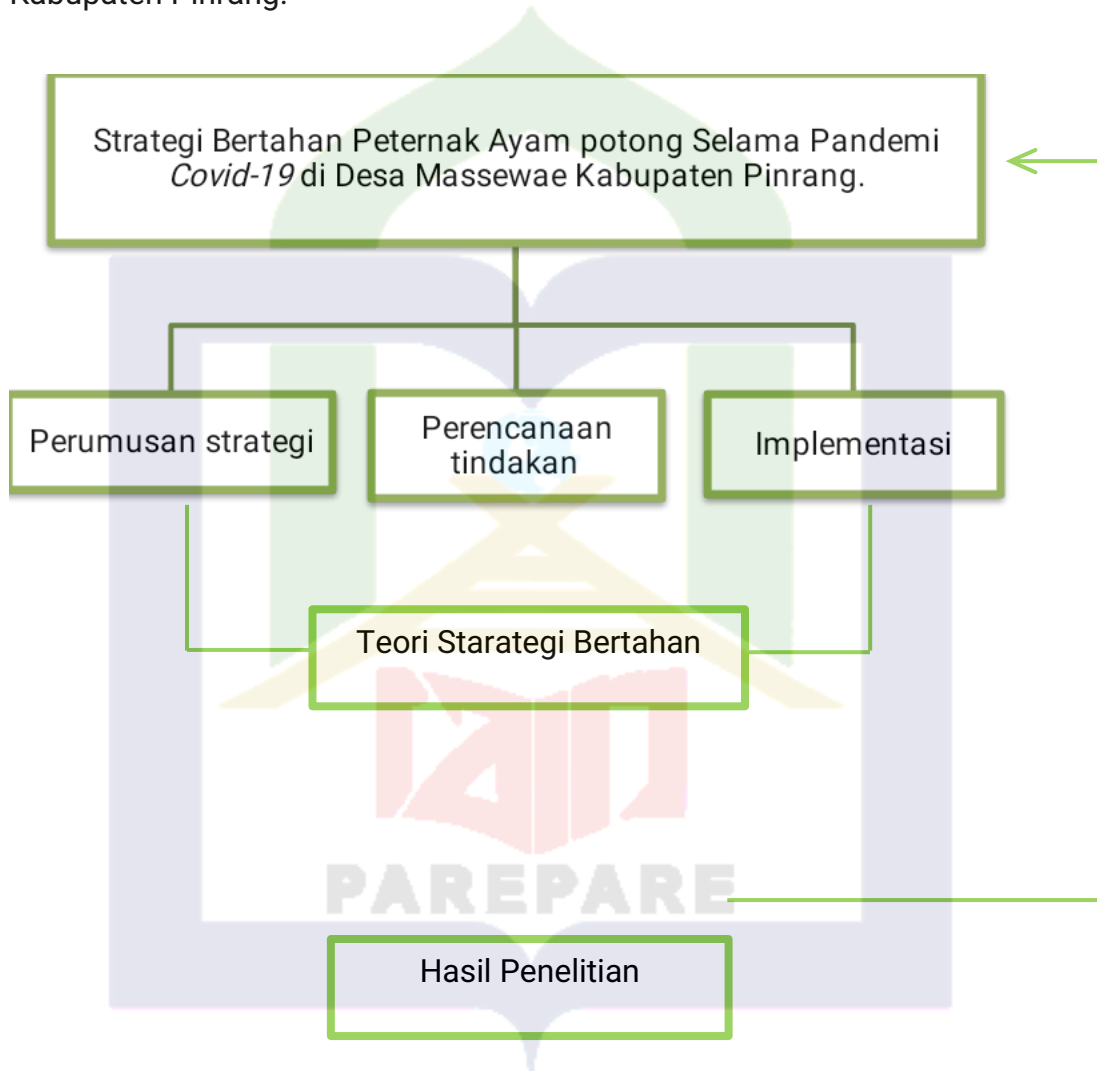 Kabupaten Pinrang.
Strategi Bertahan Peternak Ayam potong Selama Pandemi
Covid-19 di Desa Massewae Kabupaten Pinrang.
Perumusan strategi
Perencanaan
tindakan
Implementasi
Teori Starategi Bertahan
PAREPARE
Hasil Penelitian